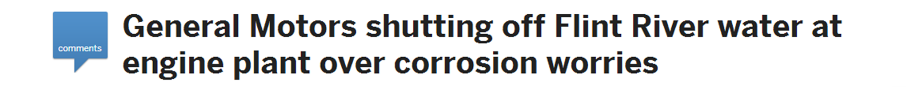 comments
General Motors shutting off Flint River water at
engine plant over corrosion worries